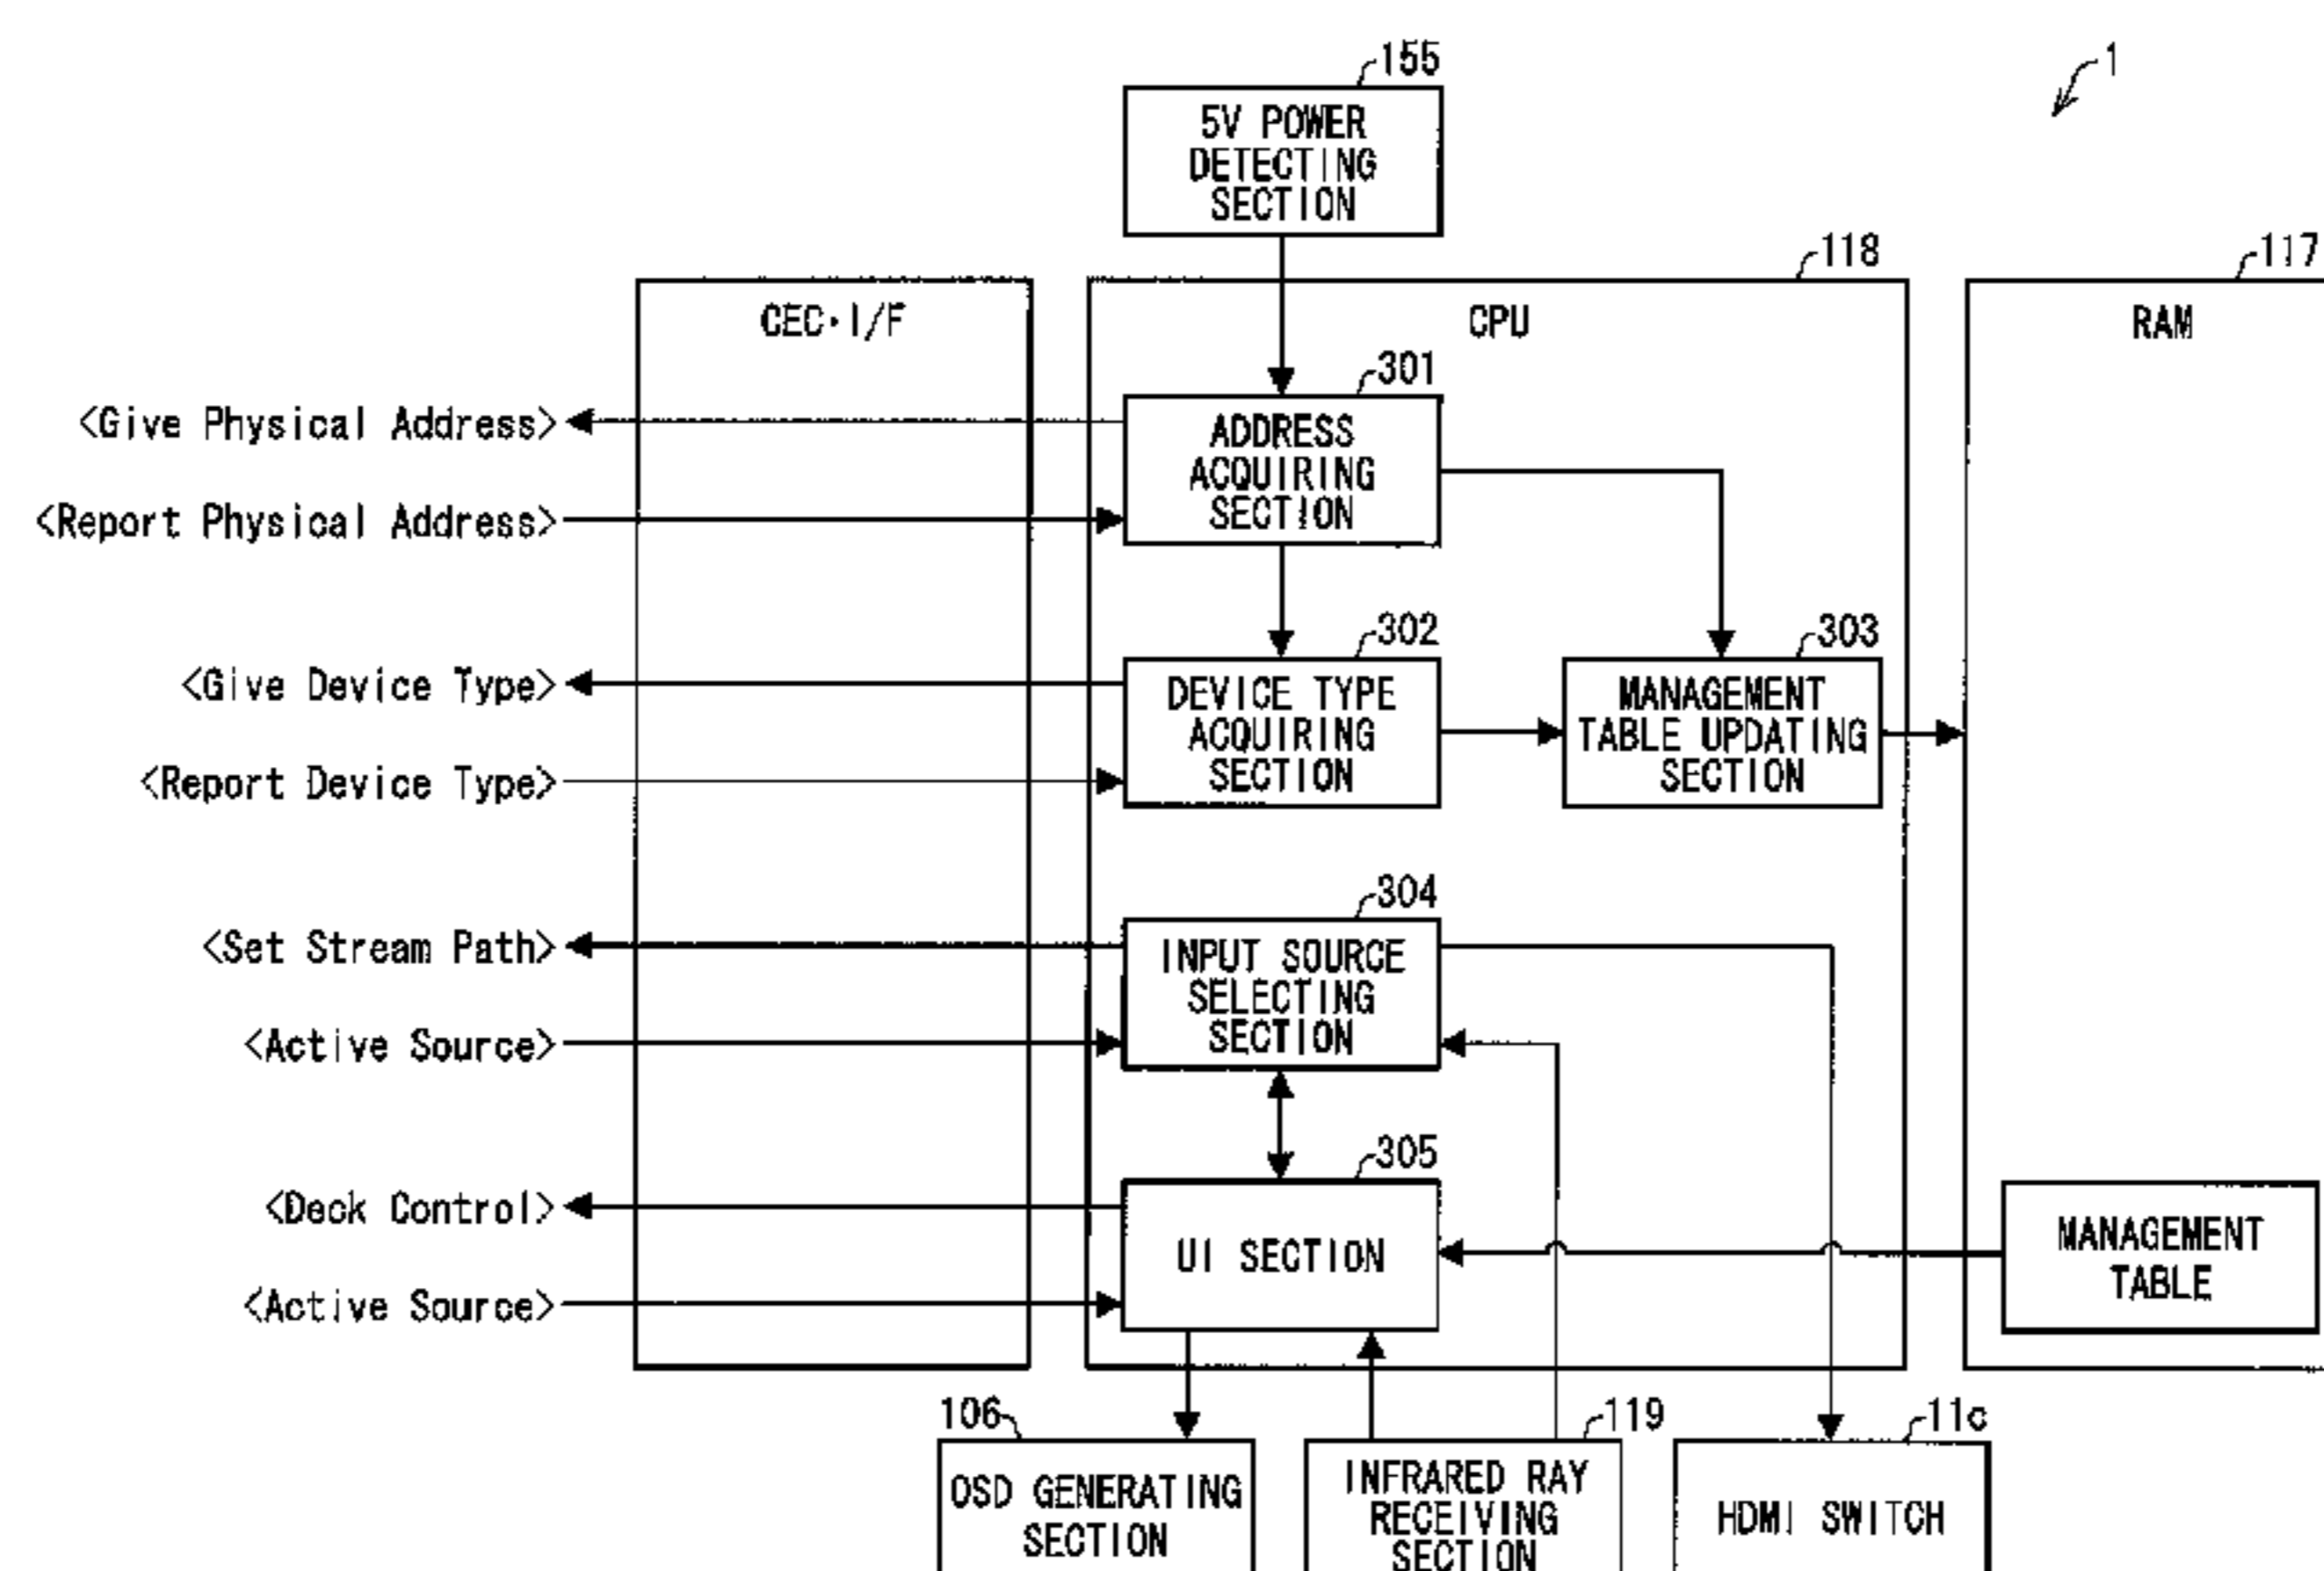 155
1
5V POWER
DETECTING
SECTION
118
117
CEC·I/F
CPU
RAM
301
<Give Physical Address>
ADDRESS
ACQUIRING
SECTION
<Report Physical Address>
302
303
<Give Device Type>
DEVICE TYPE
ACQUIRING
SECTION
MANAGEMENT
TABLE UPDATING
SECTION
<Report Device Type>
304
<Set Stream Path>
INPUT SOURCE
SELECTING
SECTION
<Active Source>
305
<Deck Control>
UI SECTION
MANAGEMENT
TABLE
<Active Source>
106
119
11c
OSD GENERATING
SECTION
INFRARED RAY
RECEIVING
SECTION
HDMI SWITCH